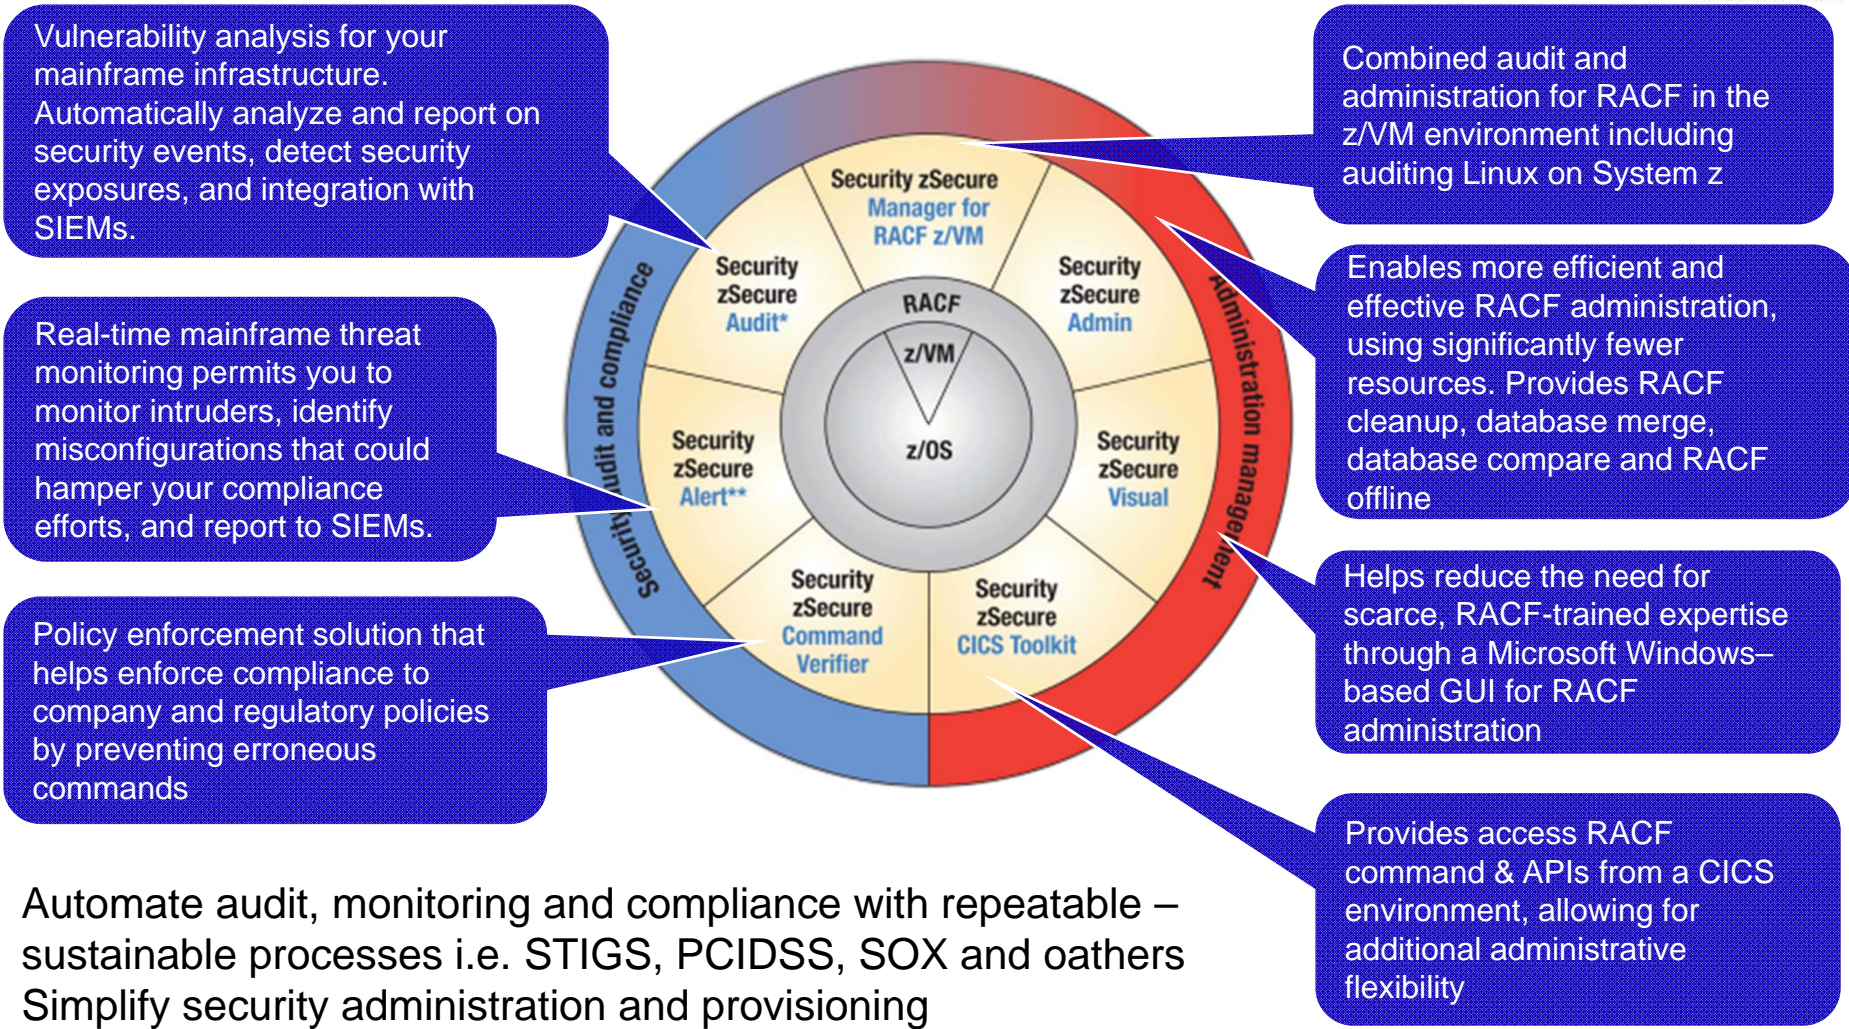 Vulnerability analysis for your
mainframe infrastructure.
Automatically analyze and report on
security events, detect security
exposures, and integration with
SIEMs.
Real-time mainframe threat
monitoring permits you to
monitor intruders, identify
misconfigurations that could
hamper your compliance
efforts, and report to SIEMs.
Policy enforcement solution that
helps enforce compliance to
company and regulatory policies
by preventing erroneous
commands
Security audit and compliance
Administration management
Security zSecure
Manager for
RACF z/VM
Security
zSecure
Audit*
Security
zSecure
Admin
Security
zSecure
Alert**
Security
zSecure
Visual
Security
zSecure
Command
Verifier
Security
zSecure
CICS Toolkit
RACF
z/VM
z/OS
Combined audit and
administration for RACF in the
z/VM environment including
auditing Linux on System z
Enables more efficient and
effective RACF administration,
using significantly fewer
resources. Provides RACF
cleanup, database merge,
database compare and RACF
offline
Helps reduce the need for
scarce, RACF-trained expertise
through a Microsoft Windows–
based GUI for RACF
administration
Provides access RACF
command & APIs from a CICS
environment, allowing for
additional administrative
flexibility
Automate audit, monitoring and compliance with repeatable –
sustainable processes i.e. STIGS, PCIDSS, SOX and oathers
Simplify security administration and provisioning